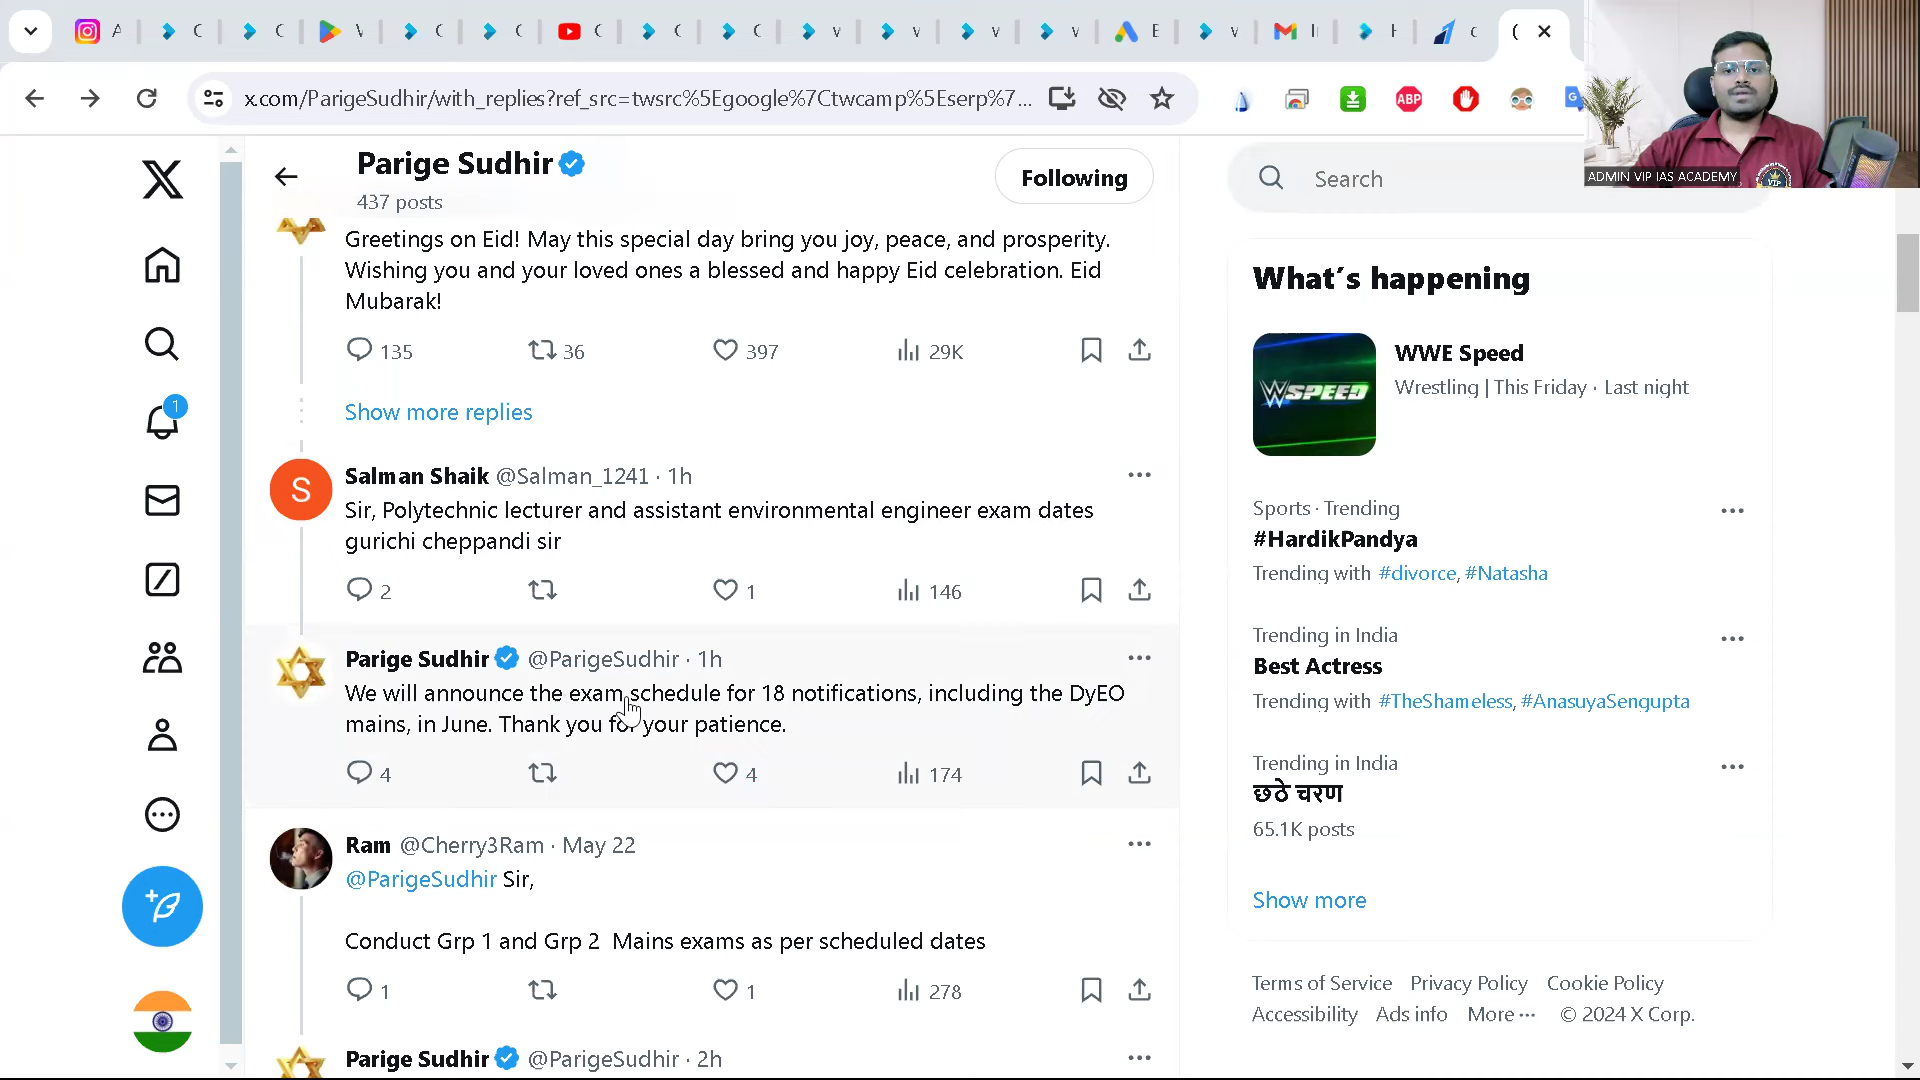 x.com/ParigeSudhir/with_replies?ref_src=twsrc%5Egoogle%7Ctwcamp%5Eserp%7...
ABP
ADMIN VIP IAS ACADEMY
VIP
Parige Sudhir
437 posts
Following
Search
Greetings on Eid! May this special day bring you joy, peace, and prosperity.
Wishing you and your loved ones a blessed and happy Eid celebration. Eid
Mubarak!
135 36 397 29K
Show more replies
S
Salman Shaik @Salman_1241 · 1h
Sir, Polytechnic lecturer and assistant environmental engineer exam dates
gurichi cheppandi sir
2 1 146
Parige Sudhir @ParigeSudhir · 1h
We will announce the exam schedule for 18 notifications, including the DyEO
mains, in June. Thank you for your patience.
4 4 174
Ram @Cherry3Ram · May 22
@ParigeSudhir Sir,
Conduct Grp 1 and Grp 2 Mains exams as per scheduled dates
1 1 278
Parige Sudhir @ParigeSudhir · 2h
1
What's happening
W SPEED
WWE Speed
Wrestling | This Friday · Last night
Sports · Trending
#HardikPandya
Trending with #divorce, #Natasha
Trending in India
Best Actress
Trending with #TheShameless, #AnasuyaSengupta
Trending in India
छठे चरण
65.1K posts
Show more
Terms of Service Privacy Policy Cookie Policy
Accessibility Ads info More ··· © 2024 X Corp.